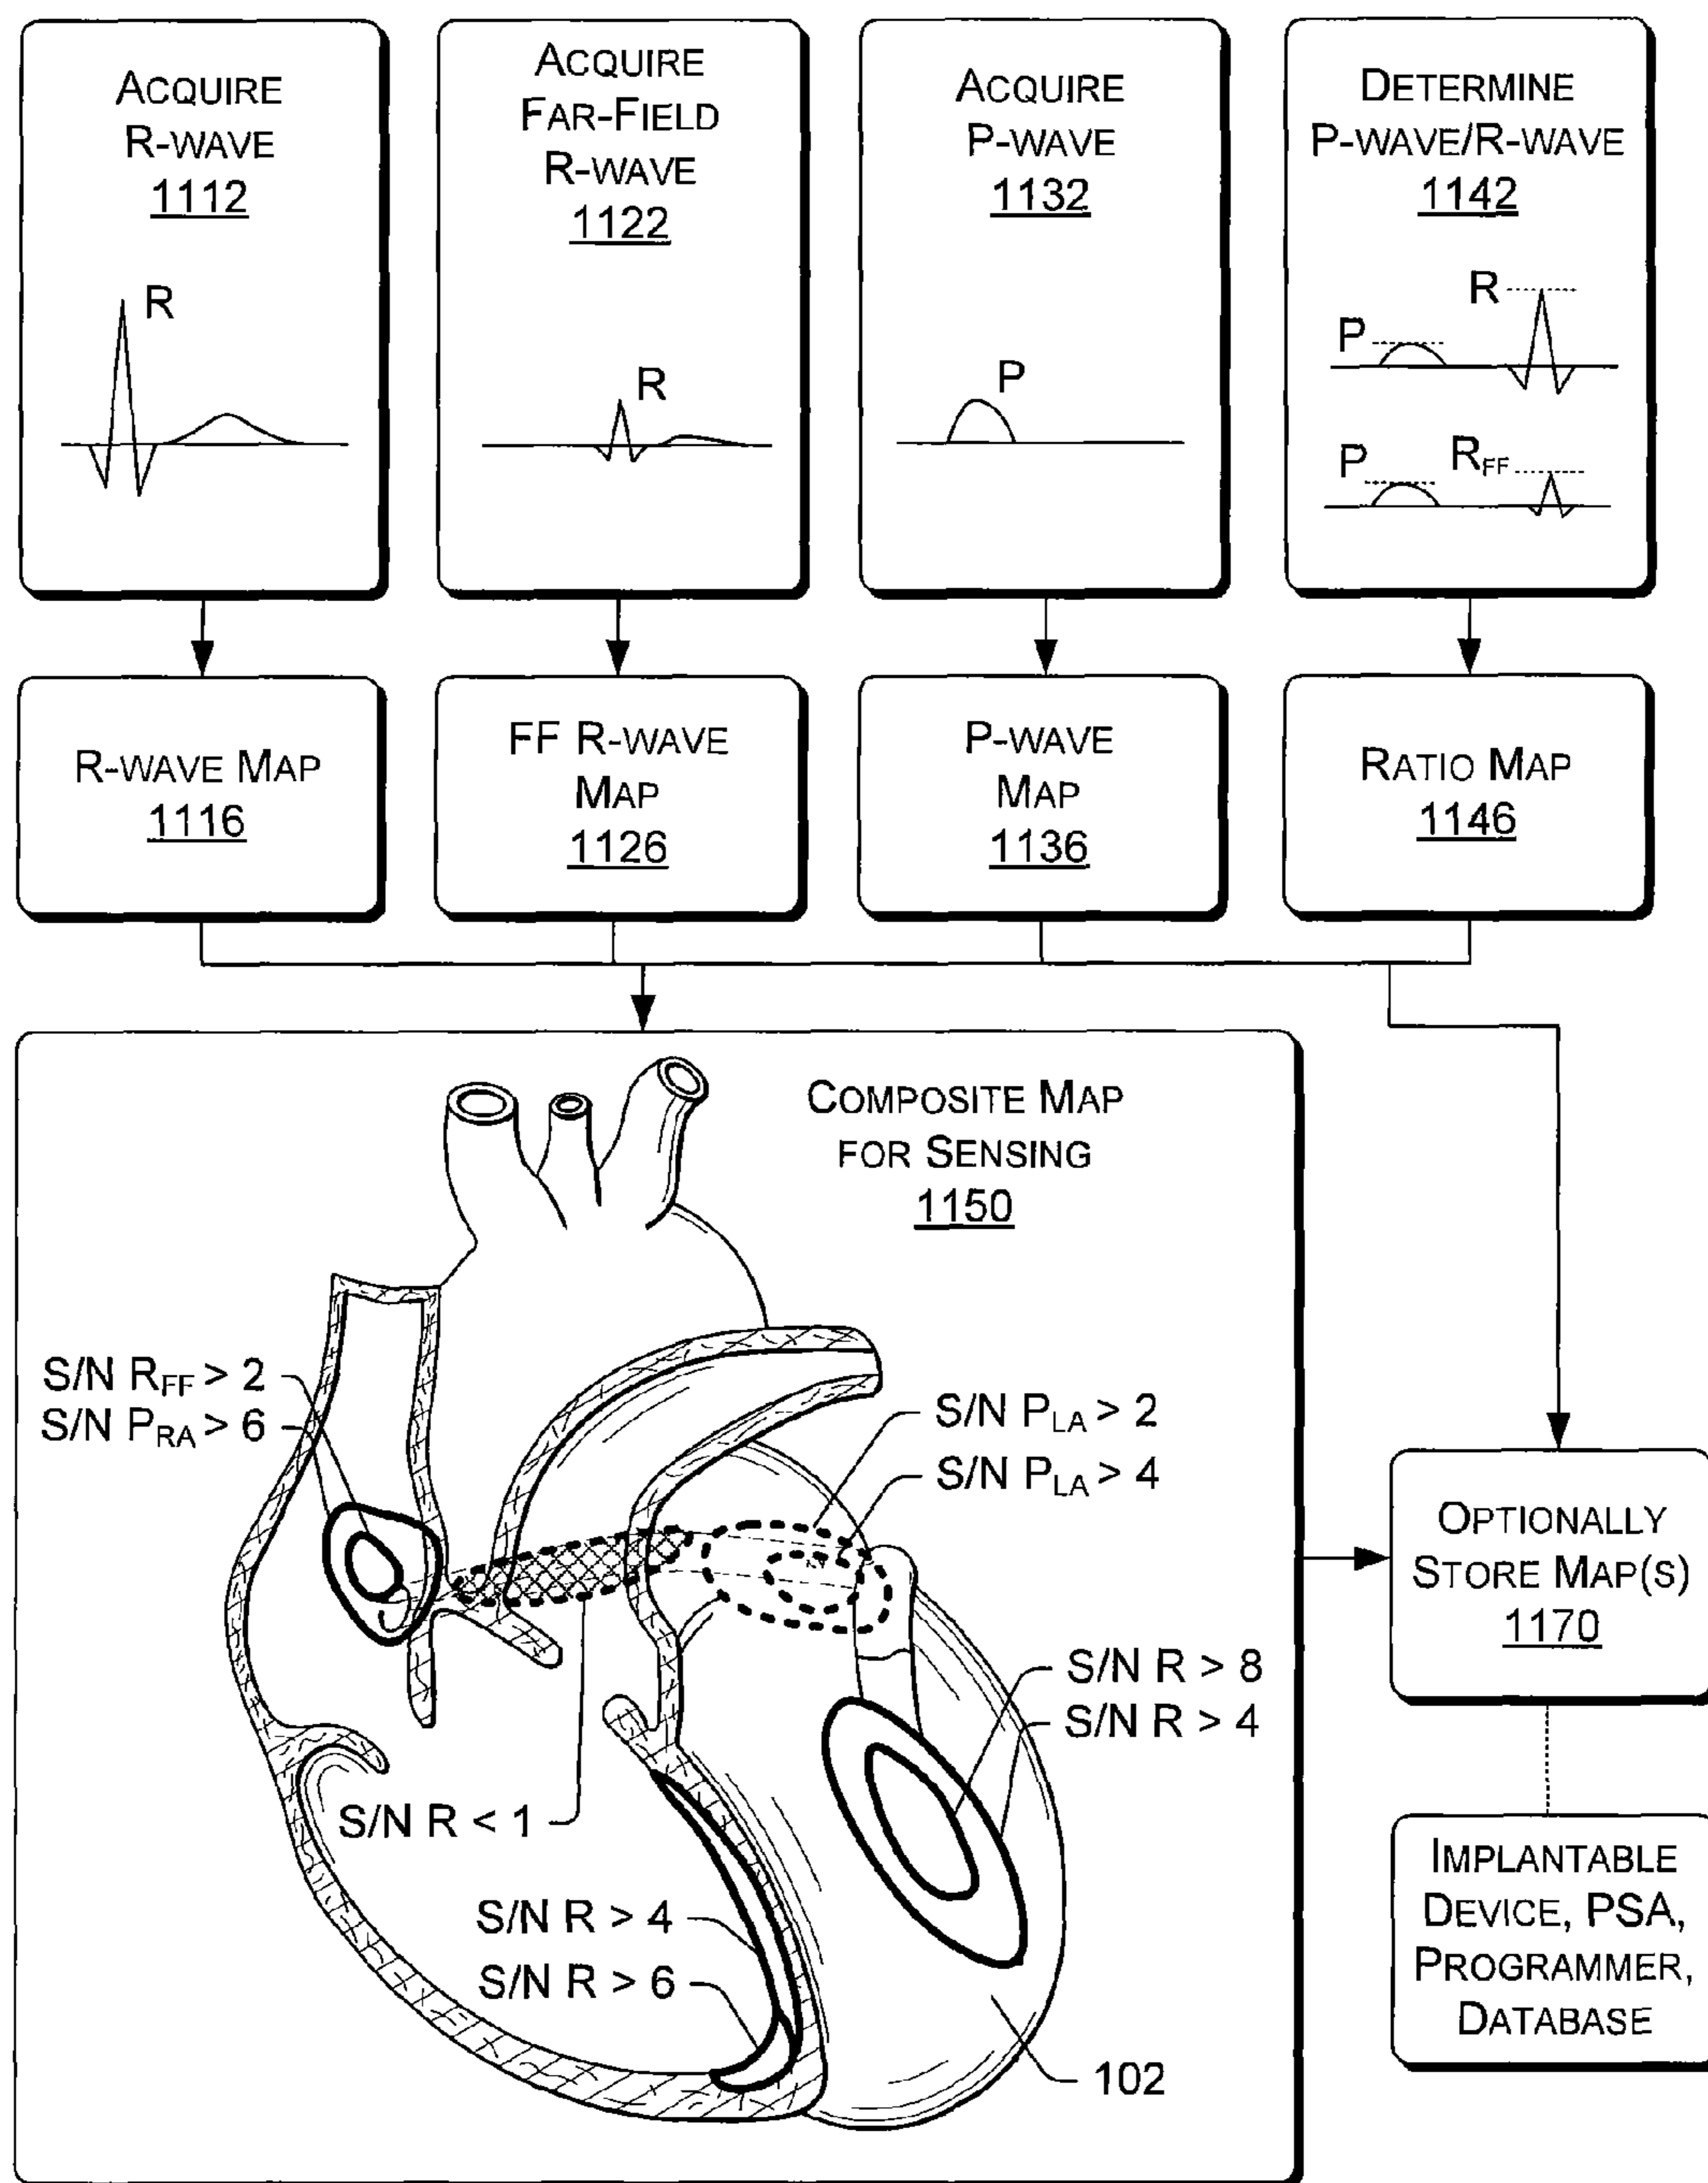 ACQUIRE
R-WAVE
1112
R
ACQUIRE
FAR-FIELD
R-WAVE
1122
R
ACQUIRE
P-WAVE
1132
P
DETERMINE
P-WAVE/R-WAVE
1142
R
P
P
RFF
R-WAVE MAP
1116
FF R-WAVE
MAP
1126
P-WAVE
MAP
1136
RATIO MAP
1146
COMPOSITE MAP
FOR SENSING
1150
S/N RFF > 2
S/N PRA > 6
S/N PLA > 2
S/N PLA > 4
S/N R > 8
S/N R > 4
S/N R < 1
S/N R > 4
S/N R > 6
102
OPTIONALLY
STORE MAP(S)
1170
IMPLANTABLE
DEVICE, PSA,
PROGRAMMER,
DATABASE